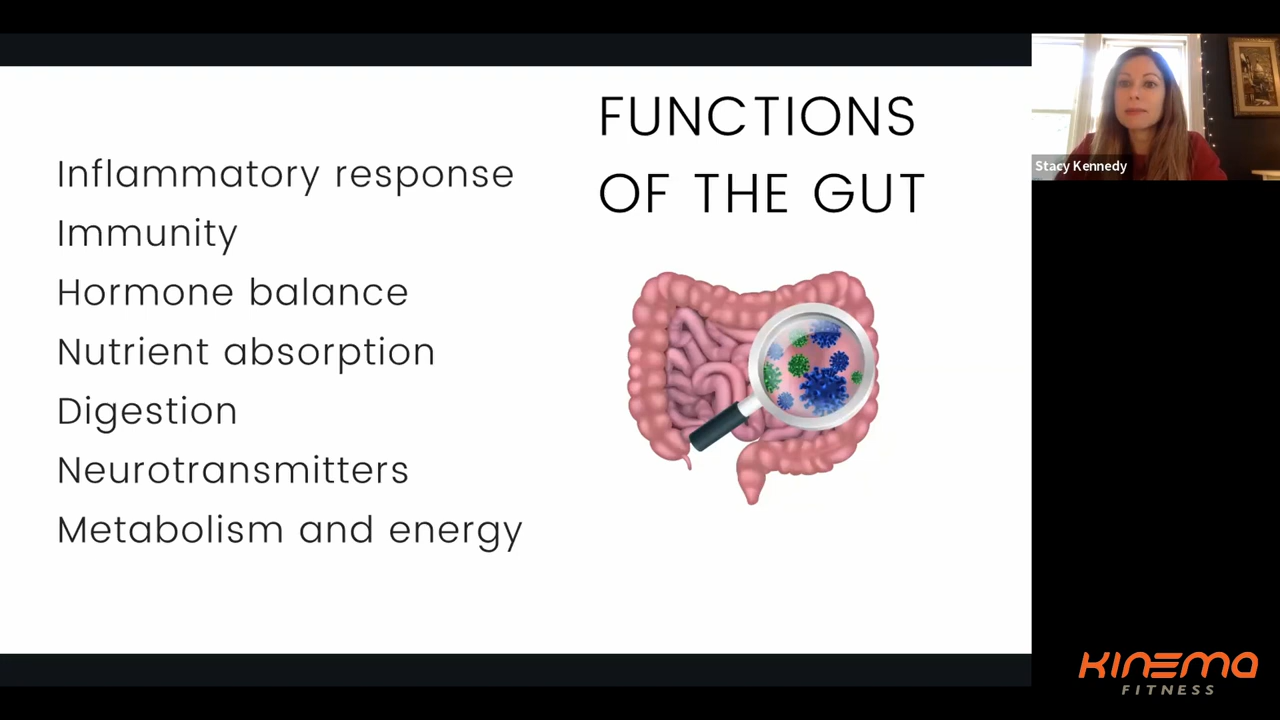 FUNCTIONS
OF THE GUT
Inflammatory response
Immunity
Hormone balance
Nutrient absorption
Digestion
Neurotransmitters
Metabolism and energy
Stacy Kennedy
KINEMA
FITNESS